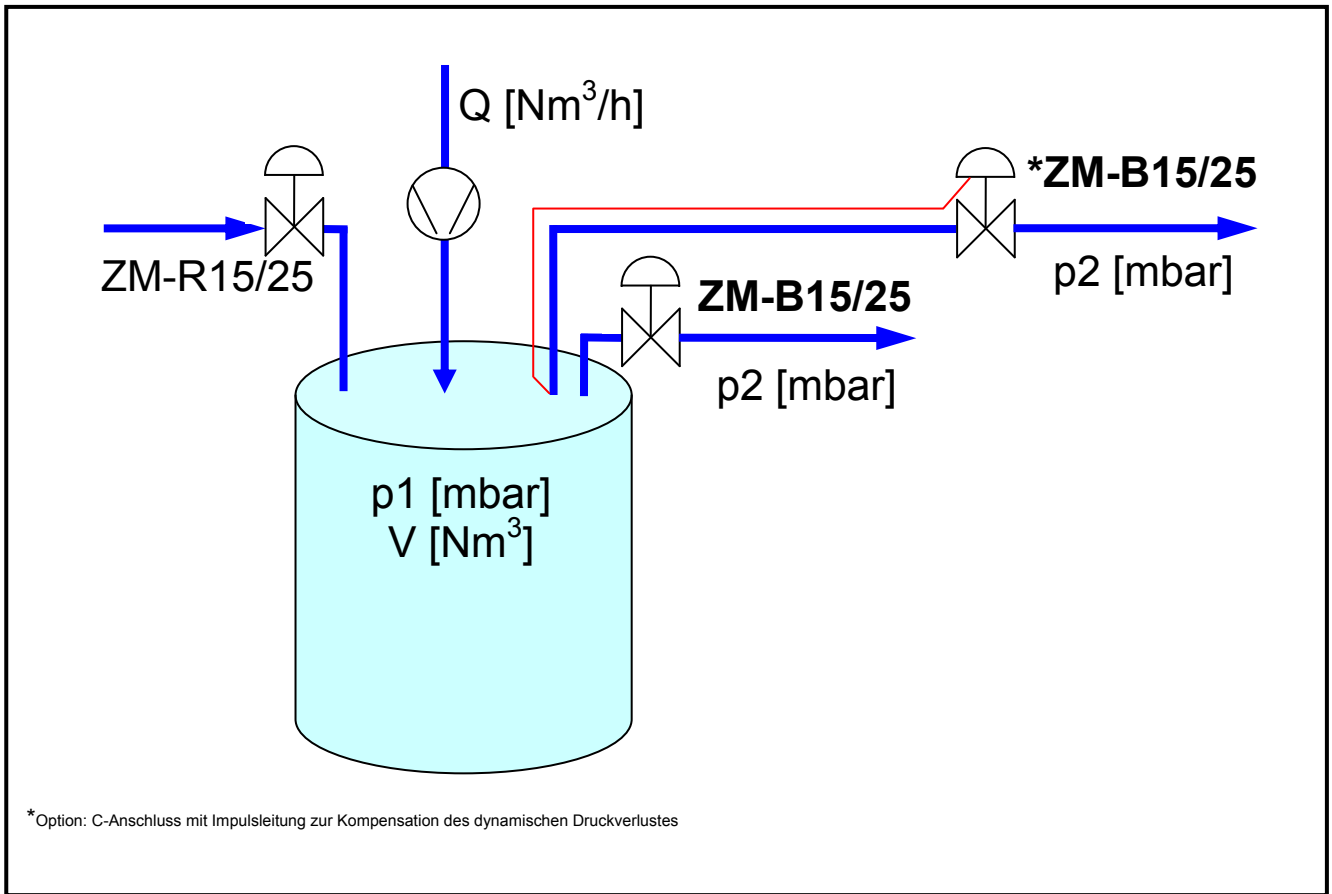 Q [Nm³/h]
*ZM-B15/25
ZM-R15/25
p2 [mbar]
ZM-B15/25
p2 [mbar]
p1 [mbar]
V [Nm³]
*Option: C-Anschluss mit Impulsleitung zur Kompensation des dynamischen Druckverlustes